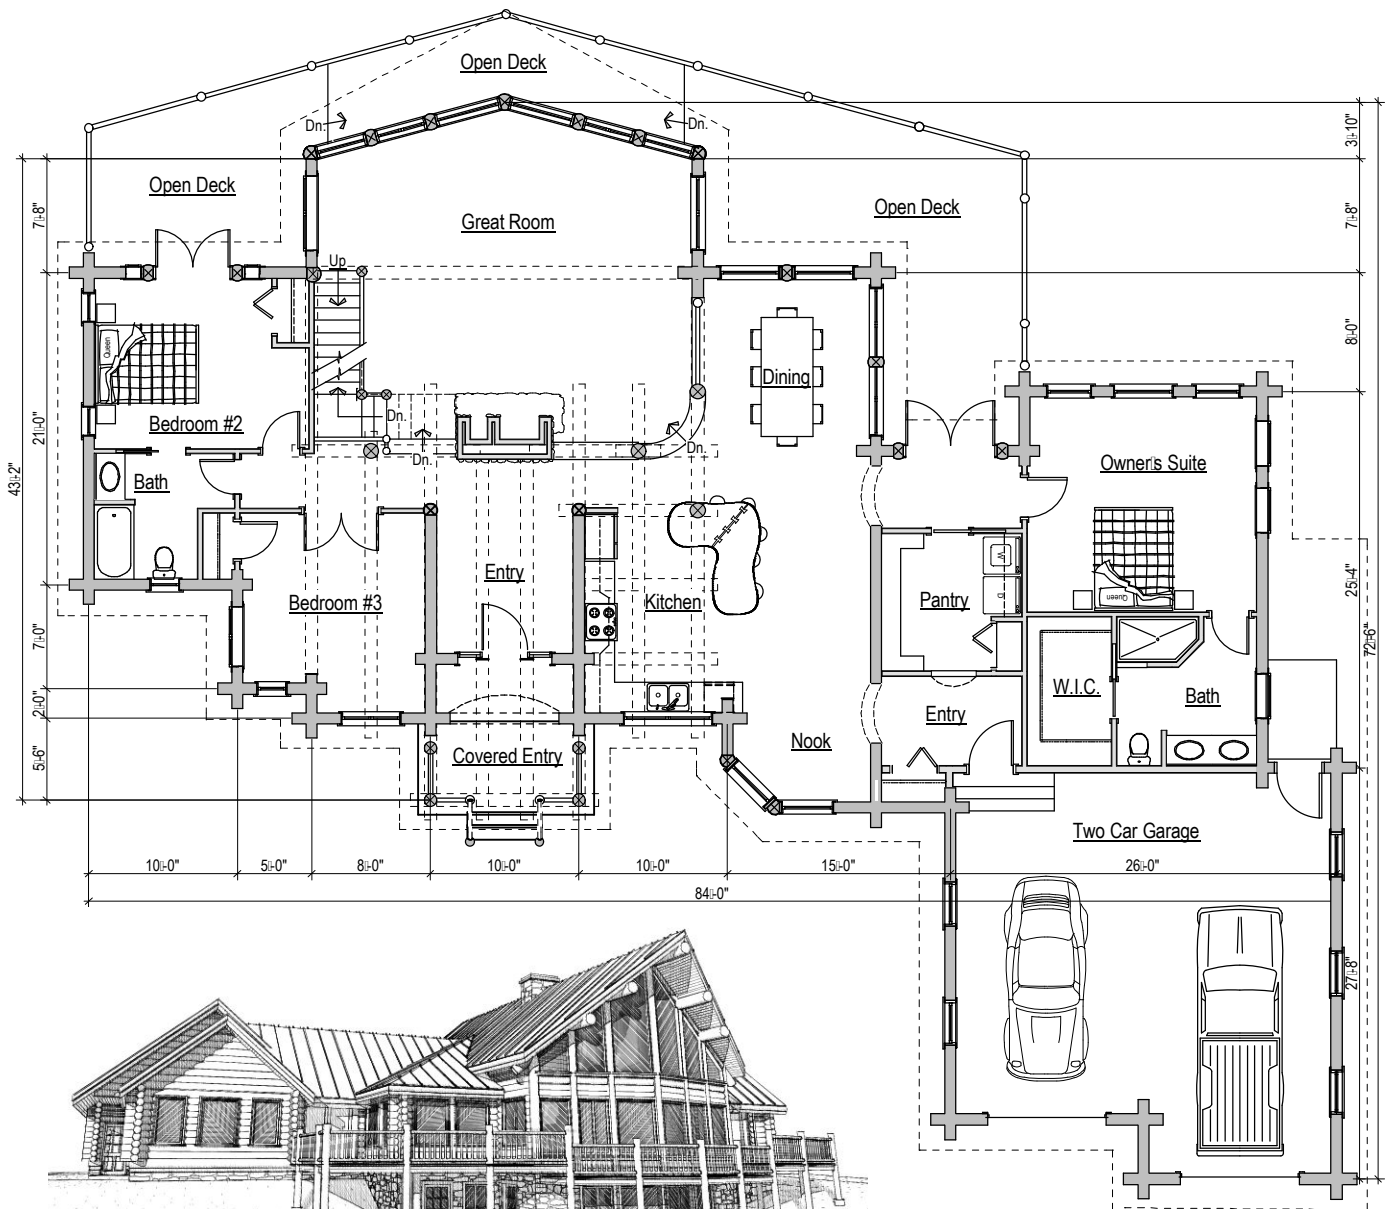 Open Deck
Dn.
Dn.
3▯-10"
Open Deck
Open Deck
Great Room
7▯-8"
7▯-8"
Up
8▯-0"
Queen
Dining
Bedroom #2
Dn.
Dn.
Dn.
21▯-0"
43▯-2"
Bath
Owner▯s Suite
W
D
Entry
Bedroom #3
Kitchen
Pantry
Queen
25▯-4"
72▯-6"
7▯-0"
W.I.C.
Bath
2▯-0"
Entry
Nook
Covered Entry
5▯-6"
Two Car Garage
10▯-0"
5▯-0"
8▯-0"
10▯-0"
10▯-0"
15▯-0"
26▯-0"
84▯-0"
27▯-8"